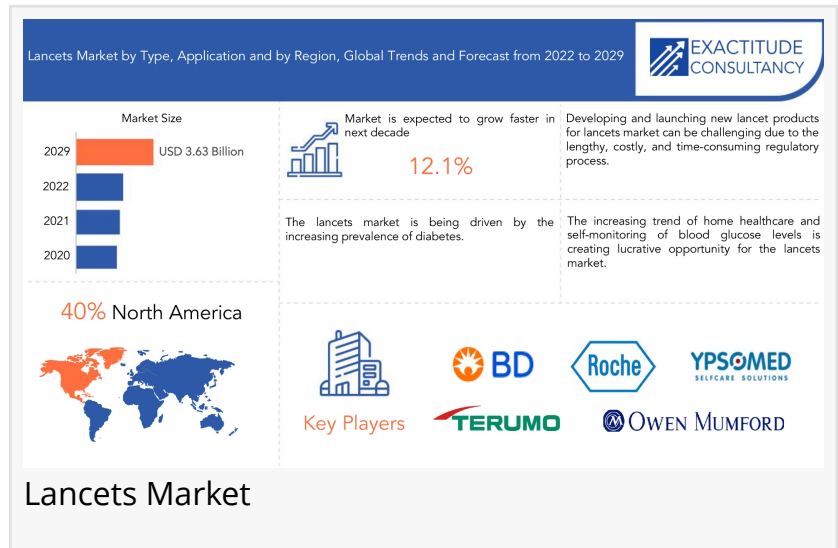 Lancets Market by Type, Application and by Region, Global Trends and Forecast from 2022 to 2029
EXACTITUDE
CONSULTANCY
Market Size
2029
USD 3.63 Billion
2022
2021
2020
Market is expected to grow faster in
next decade
12.1%
Developing and launching new lancet products
for lancets market can be challenging due to the
lengthy, costly, and time-consuming regulatory
process.
The lancets market is being driven by the
increasing prevalence of diabetes.
The increasing trend of home healthcare and
self-monitoring of blood glucose levels is
creating lucrative opportunity for the lancets
market.
40% North America
Key Players
BD
Roche
YPSOMED
SELFCARE SOLUTIONS
TERUMO
OWEN MUMFORD
Lancets Market